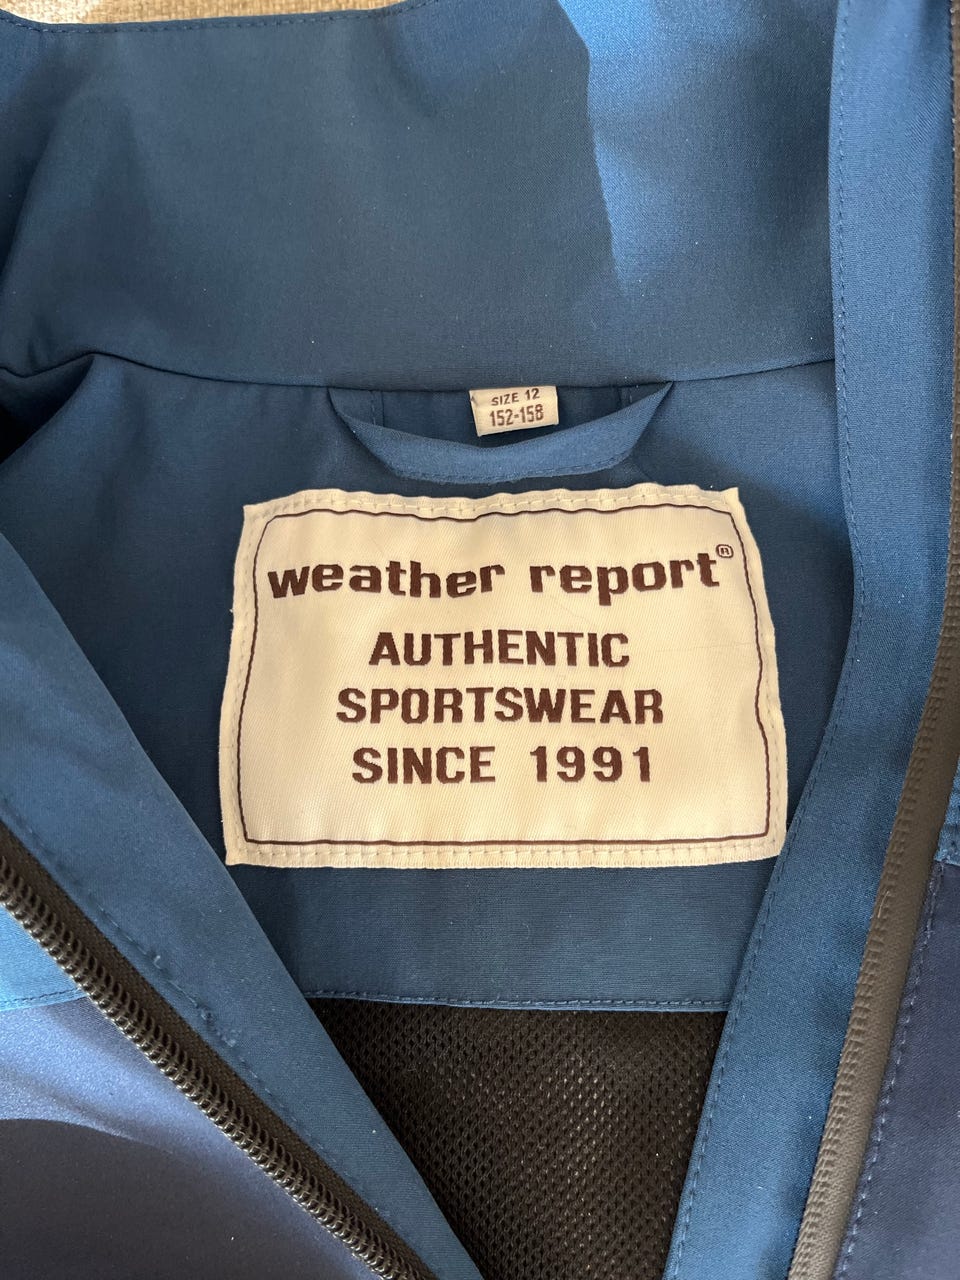 SIZE 12
152-158
weather report®
AUTHENTIC
SPORTSWEAR
SINCE 1991